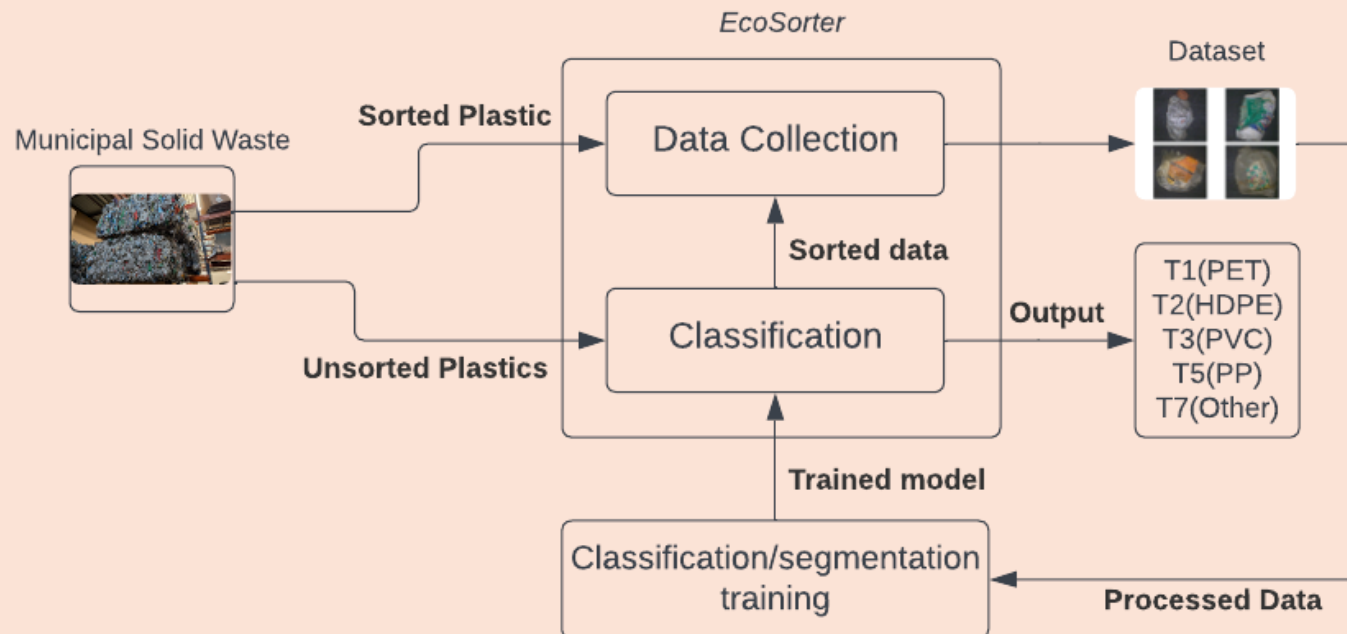 EcoSorter
Dataset
Sorted Plastic
Data Collection
Municipal Solid Waste
Sorted data
T1(PET)
T2(HDPE)
T3(PVC)
T5(PP)
T7(Other)
Output
Classification
Unsorted Plastics
Trained model
Classification/segmentation
training
Processed Data